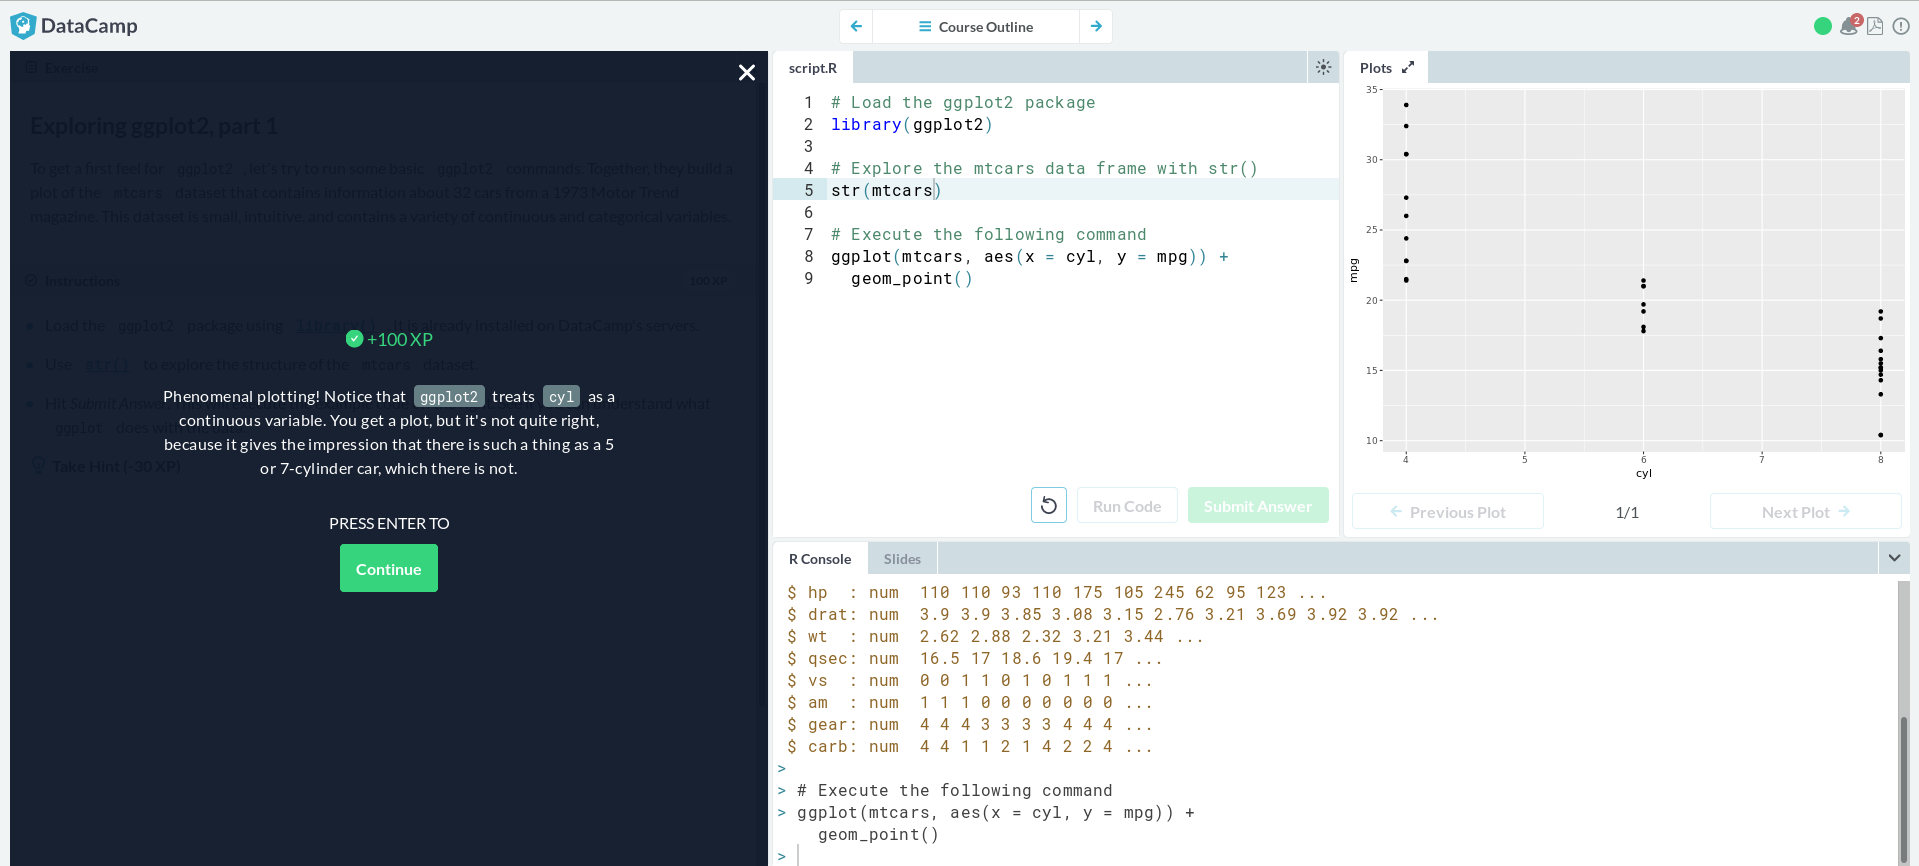 DataCamp
Course Outline
2
Exercise
Exploring ggplot2, part 1
To get a first feel for ggplot2 , let's try to run some basic ggplot2 commands. Together, they build a
plot of the mtcars dataset that contains information about 32 cars from a 1973 Motor Trend
magazine. This dataset is small, intuitive, and contains a variety of continuous and categorical variables.
Instructions
100 XP
Load the ggplot2 package using library() . It is already installed on DataCamp's servers.
Use str() to explore the structure of the mtcars dataset.
Hit Submit Answer understand what
ggplot does
Take Hint (-30 XP)
+100 XP
Phenomenal plotting! Notice that ggplot2 treats cyl as a
continuous variable. You get a plot, but it's not quite right,
because it gives the impression that there is such a thing as a 5
or 7-cylinder car, which there is not.
PRESS ENTER TO
Continue
script.R
1 # Load the ggplot2 package
2 library(ggplot2)
3
4 # Explore the mtcars data frame with str()
5 str(mtcars)
6
7 # Execute the following command
8 ggplot(mtcars, aes(x = cyl, y = mpg)) +
9 geom_point()
Run Code
Submit Answer
Plots
35
30
25
20
15
10
mpg
4 5 6 7 8
cyl
Previous Plot
1/1
Next Plot
R Console
Slides
$ hp : num 110 110 93 110 175 105 245 62 95 123 ...
$ drat: num 3.9 3.9 3.85 3.08 3.15 2.76 3.21 3.69 3.92 3.92 ...
$ wt : num 2.62 2.88 2.32 3.21 3.44 ...
$ qsec: num 16.5 17 18.6 19.4 17 ...
$ vs : num 0 0 1 1 0 1 0 1 1 1 ...
$ am : num 1 1 1 0 0 0 0 0 0 0 ...
$ gear: num 4 4 4 3 3 3 3 4 4 4 ...
$ carb: num 4 4 1 1 2 1 4 2 2 4 ...
>
> # Execute the following command
> ggplot(mtcars, aes(x = cyl, y = mpg)) +
geom_point()
>